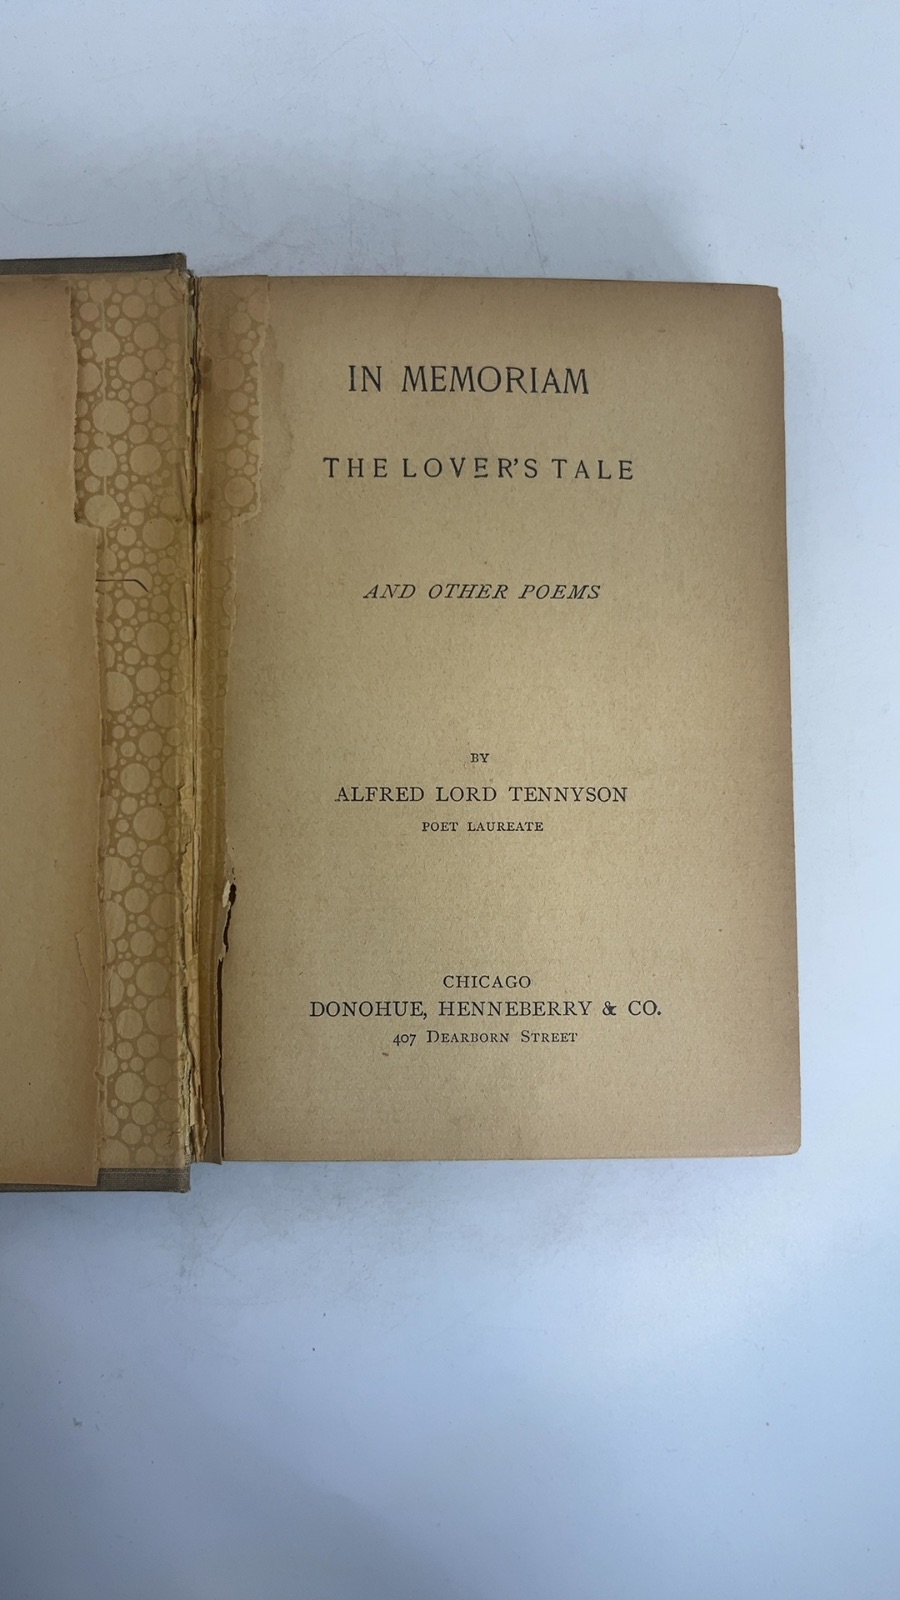 IN MEMORIAM
THE LOVER'S TALE
AND OTHER POEMS
BY
ALFRED LORD TENNYSON
POET LAUREATE
CHICAGO
DONOHUE, HENNEBERRY & CO.
407 DEARBORN STREET